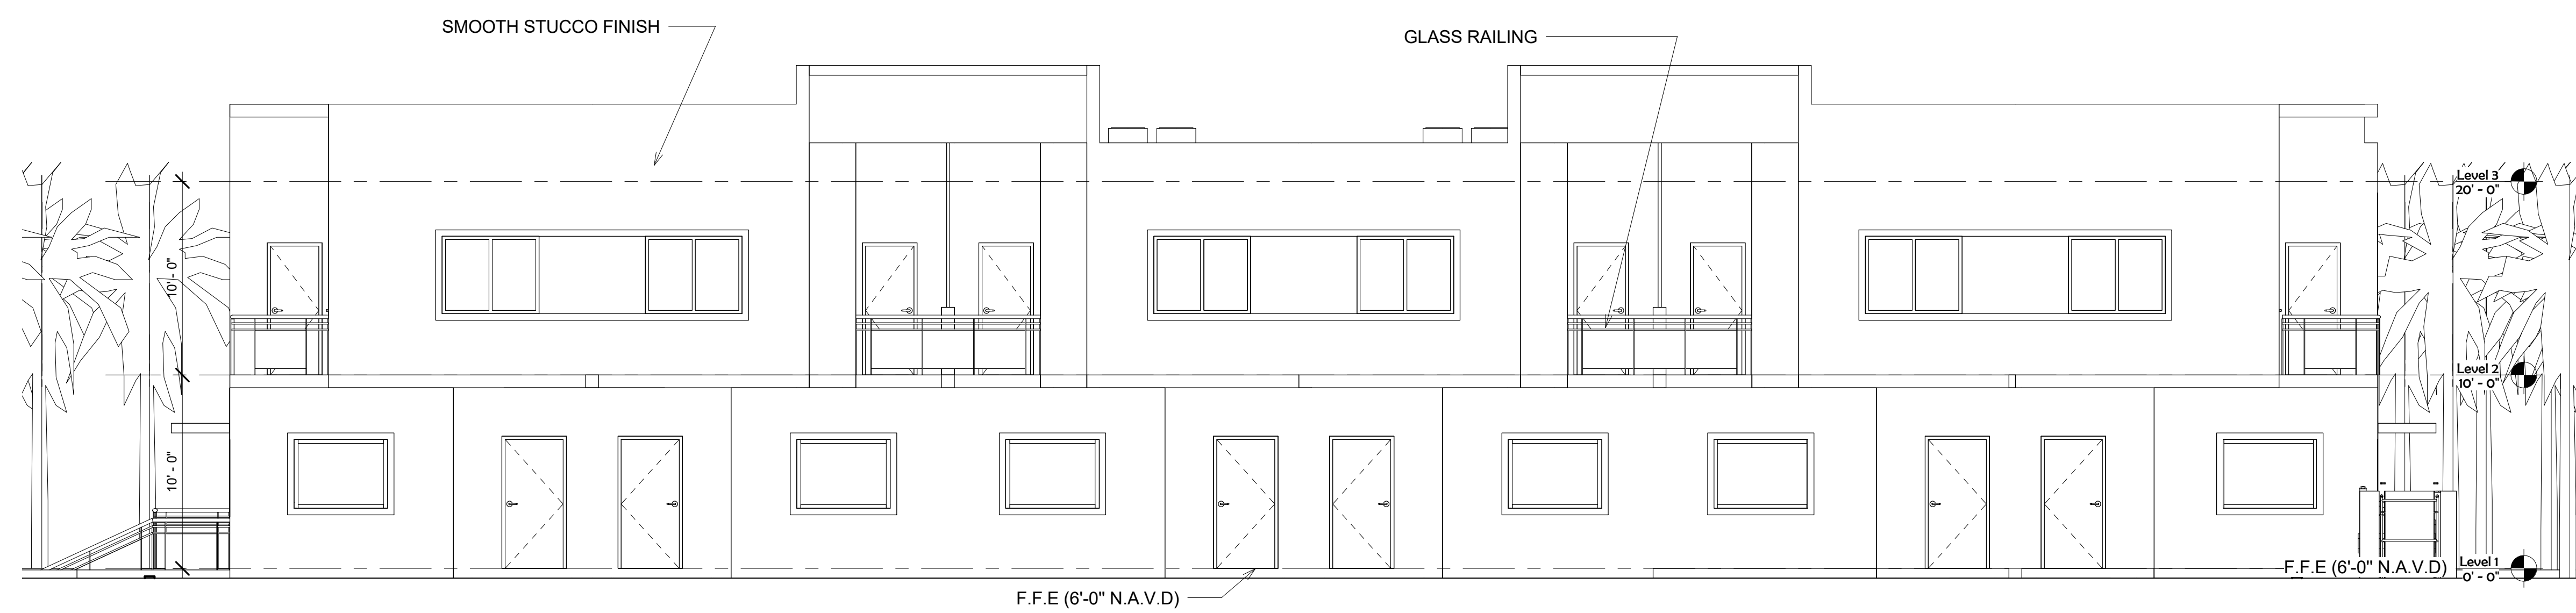 SMOOTH STUCCO FINISH
GLASS RAILING
Level 3
20' - 0"
10' - 0"
Level 2
10' - 0"
10' - 0"
F.F.E (6'-0" N.A.V.D)
Level 1
0' - 0"
F.F.E (6'-0" N.A.V.D)